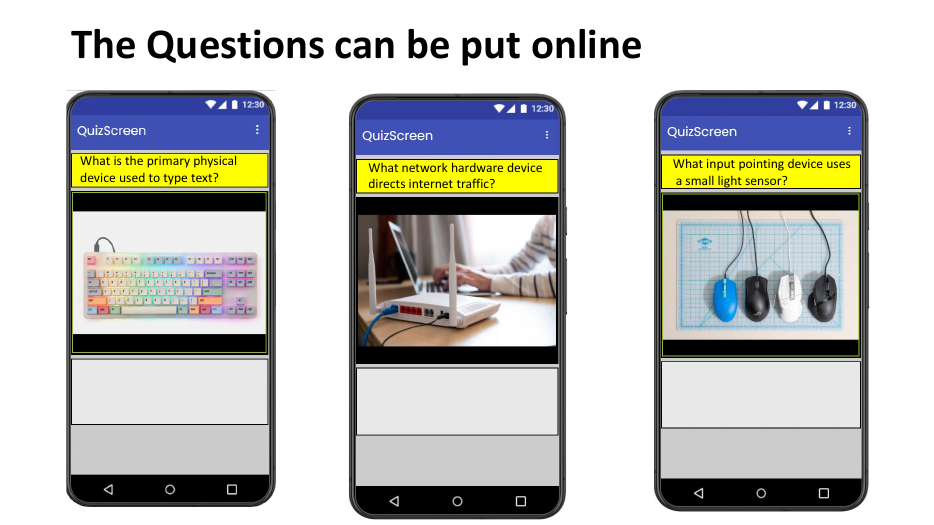 The Questions can be put online
12:30
QuizScreen
What is the primary physical
device used to type text?
12:30
QuizScreen
What network hardware device
directs internet traffic?
12:30
QuizScreen
What input pointing device uses
a small light sensor?